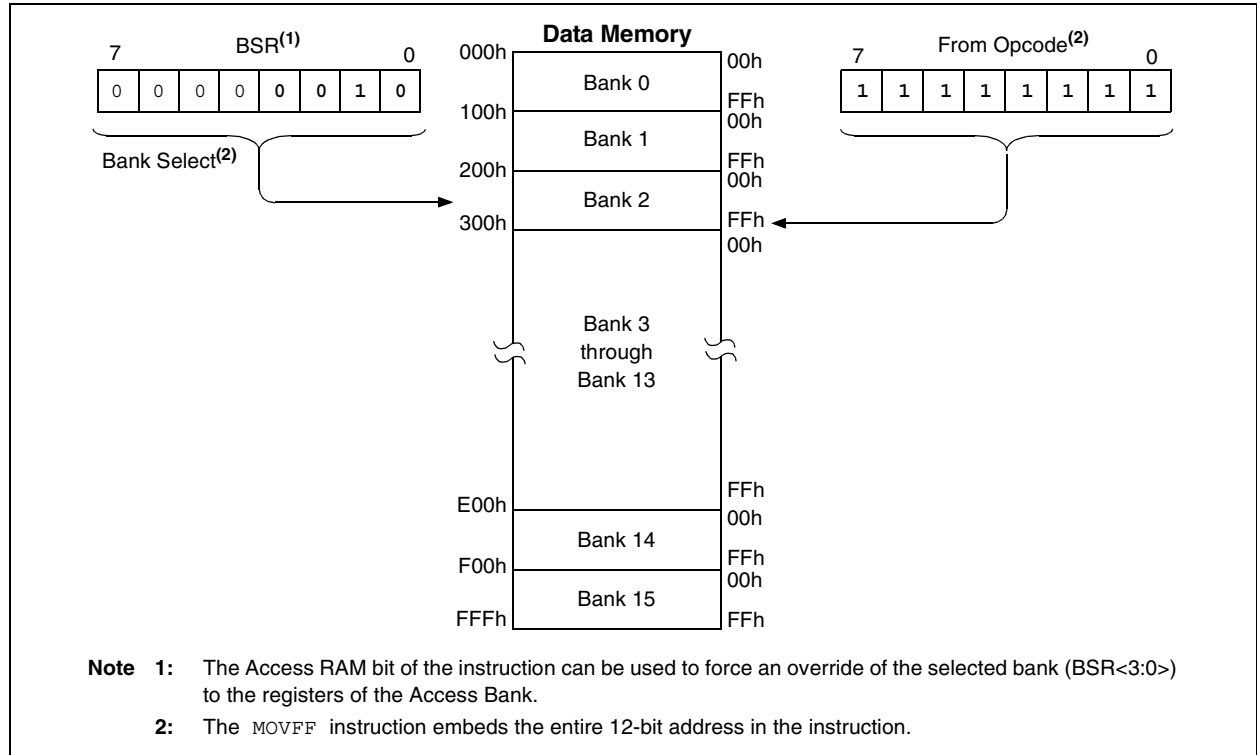 Data Memory
7 BSR(1) 0
0 0 0 0 0 0 1 0
Bank Select(2)
000h
100h
200h
300h
E00h
F00h
FFFh
Bank 0
Bank 1
Bank 2
Bank 3
through
Bank 13
Bank 14
Bank 15
00h
FFh
00h
FFh
00h
FFh
00h
FFh
00h
FFh
00h
FFh
7 From Opcode(2) 0
1 1 1 1 1 1 1 1
Note 1: The Access RAM bit of the instruction can be used to force an override of the selected bank (BSR<3:0>)
to the registers of the Access Bank.
2: The MOVFF instruction embeds the entire 12-bit address in the instruction.